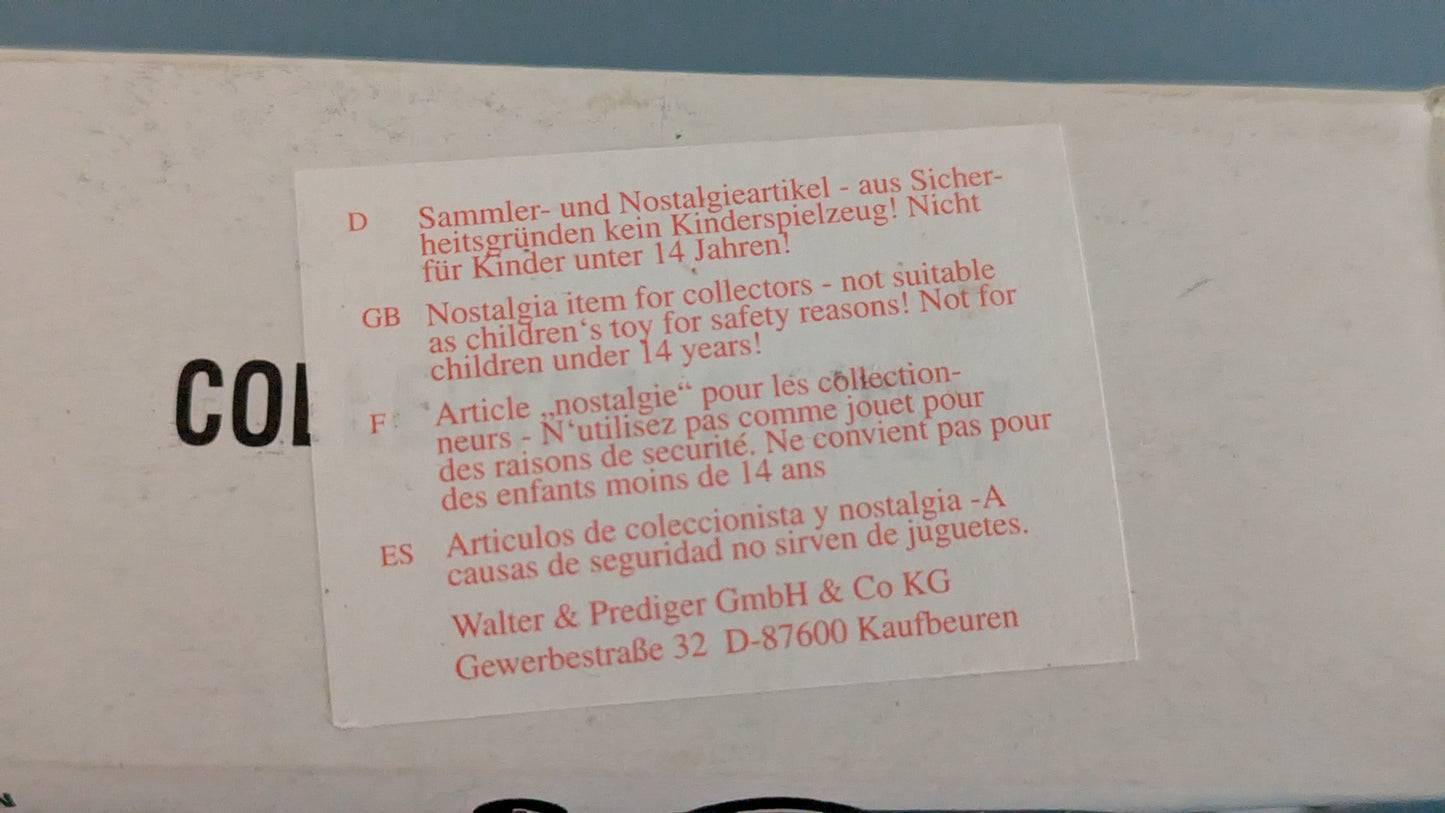 D Sammler- und Nostalgieartikel - aus Sicher-
heitsgründen kein Kinderspielzeug! Nicht
für Kinder unter 14 Jahren!
GB Nostalgia item for collectors - not suitable
as children‘s toy for safety reasons! Not for
children under 14 years!
COL
F Article „nostalgie“ pour les collection-
neurs - N‘utilisez pas comme jouet pour
des raisons de securité. Ne convient pas pour
des enfants moins de 14 ans
ES Articulos de coleccionista y nostalgia -A
causas de seguridad no sirven de juguetes.
Walter & Prediger GmbH & Co KG
Gewerbestraße 32 D-87600 Kaufbeuren